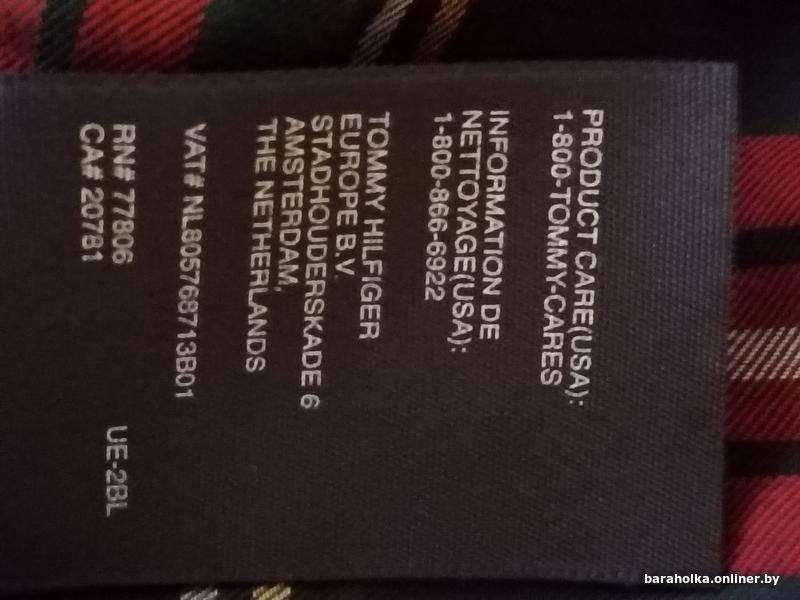 PRODUCT CARE(USA):
1-800-TOMMY-CARES
INFORMATION DE
NETTOYAGE(USA):
1-800-866-6922
TOMMY HILFIGER
EUROPE B.V.
STADHOUDERSKADE 6
AMSTERDAM,
THE NETHERLANDS
VAT# NL805768713B01
RN# 77806
CA# 20781
UE-2BL
baraholka.onliner.by